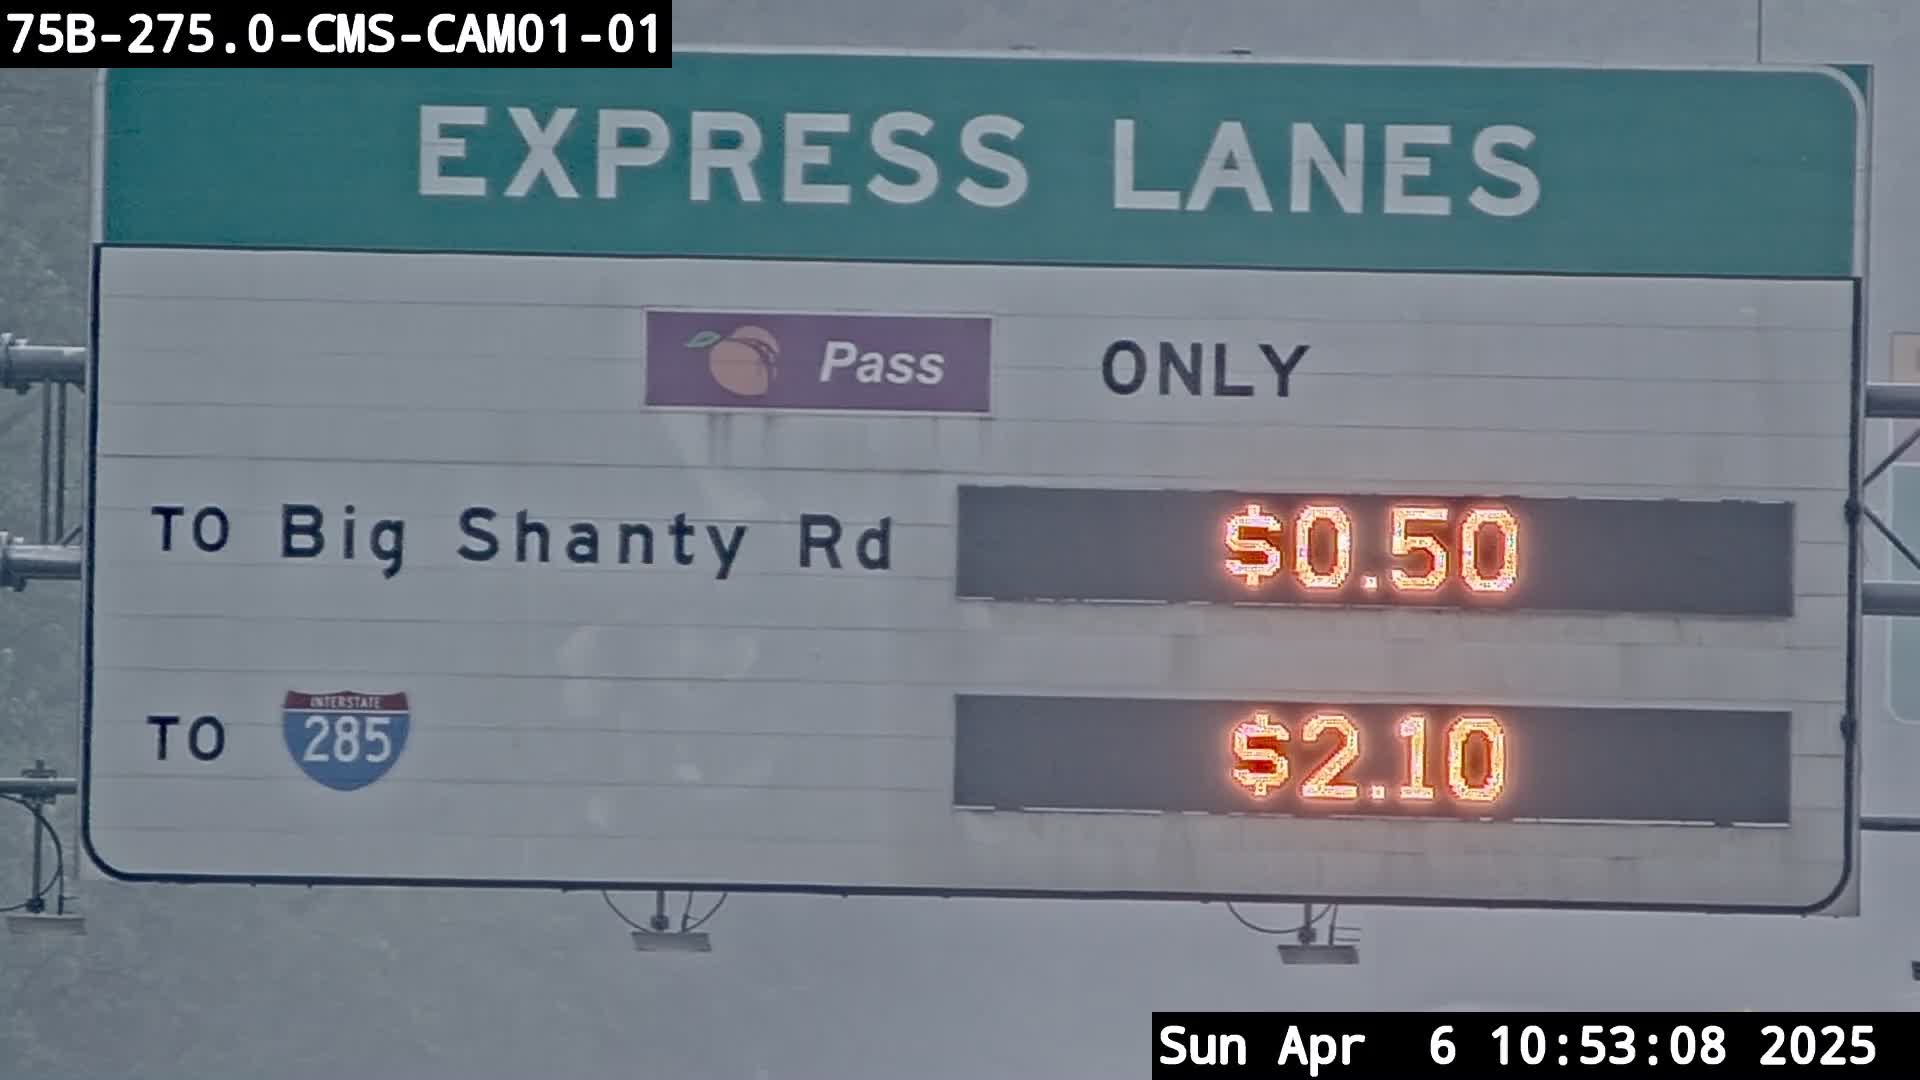 75B-275.0-CMS-CAM01-01
EXPRESS LANES
Pass ONLY
TO Big Shanty Rd $0.50
INTERSTATE
TO 285 $2.10
Sun Apr 6 10:53:08 2025